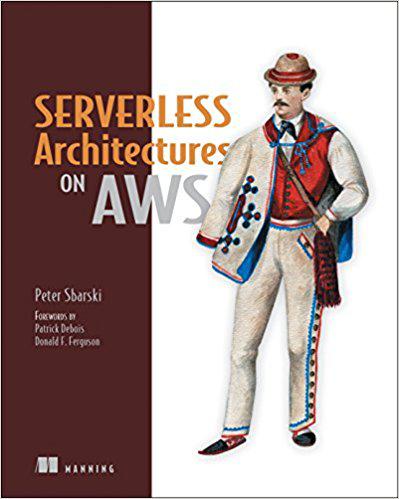 SERVERLESS
Architectures
ON AWS
Peter Sbarski
FOREWORDS BY
Patrick Debois
Donald F. Ferguson
MANNING